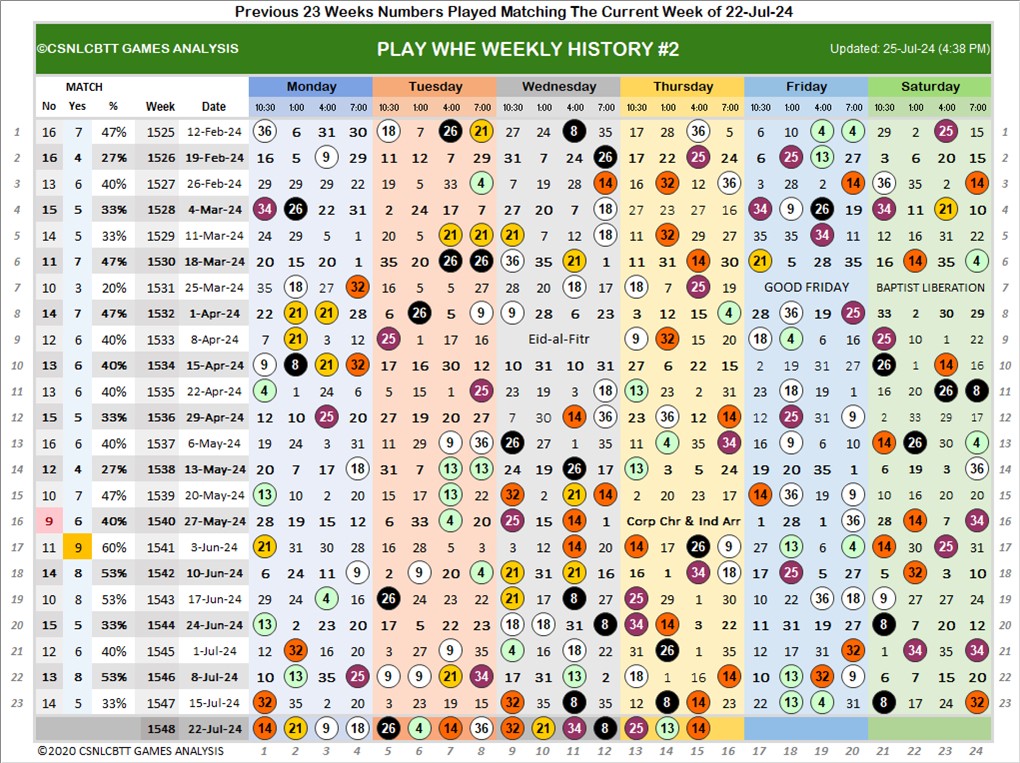 Previous 23 Weeks Numbers Played Matching The Current Week of 22-Jul-24
©CSNLCBTT GAMES ANALYSIS PLAY WHE WEEKLY HISTORY #2 Updated: 25-Jul-24 (4:38 PM)
MATCH Monday Tuesday Wednesday Thursday Friday Saturday
No Yes % Week Date 10:30 1:00 4:00 7:00 10:30 1:00 4:00 7:00 10:30 1:00 4:00 7:00 10:30 1:00 4:00 7:00 10:30 1:00 4:00 7:00 10:30 1:00 4:00 7:00
1 16 7 47% 1525 12-Feb-24 36 6 31 30 18 7 26 21 27 24 8 35 17 28 36 5 6 10 4 4 29 2 25 15 1
2 16 4 27% 1526 19-Feb-24 16 5 9 29 11 12 7 29 31 7 24 26 17 22 25 24 6 25 13 27 3 6 20 15 2
3 13 6 40% 1527 26-Feb-24 29 29 29 22 19 5 33 4 7 19 28 14 16 32 12 36 3 28 2 14 36 35 2 14 3
4 15 5 33% 1528 4-Mar-24 34 26 22 31 2 24 17 7 27 20 7 18 27 23 27 16 34 9 26 19 34 11 21 10 4
5 14 5 33% 1529 11-Mar-24 24 29 5 1 20 5 21 21 21 7 12 18 11 32 29 27 35 35 34 11 12 16 31 22 5
6 11 7 47% 1530 18-Mar-24 20 15 20 1 35 20 26 26 36 35 21 1 11 31 14 30 21 5 28 35 16 14 35 4 6
7 10 3 20% 1531 25-Mar-24 35 18 27 32 16 5 5 27 28 20 18 17 18 7 25 19 GOOD FRIDAY BAPTIST LIBERATION 7
8 14 7 47% 1532 1-Apr-24 22 21 21 28 6 26 5 9 9 28 6 23 3 12 15 4 28 36 19 25 33 2 30 29 8
9 12 6 40% 1533 8-Apr-24 7 21 3 12 25 1 17 16 Eid-al-Fitr 9 32 15 20 18 4 6 16 25 10 1 22 9
10 13 6 40% 1534 15-Apr-24 9 8 21 32 17 16 30 12 10 31 10 31 27 6 22 15 2 19 31 27 26 1 14 16 10
11 13 6 40% 1535 22-Apr-24 4 1 24 6 5 15 1 25 23 19 3 18 13 23 11 31 23 18 1 19 16 20 26 8 11
12 15 5 33% 1536 29-Apr-24 12 10 25 20 27 19 20 27 7 30 14 36 23 36 12 14 12 25 31 9 2 33 29 17 12
13 16 6 40% 1537 6-May-24 19 24 3 31 11 29 9 36 26 27 1 35 11 4 35 34 16 9 6 10 14 26 30 4 13
14 12 4 27% 1538 13-May-24 20 7 17 18 31 7 13 13 24 19 26 17 13 3 5 24 19 20 35 1 6 19 3 36 14
15 10 7 47% 1539 20-May-24 13 10 2 20 15 17 13 22 32 2 21 14 2 20 23 17 14 36 19 9 10 16 20 20 15
16 9 6 40% 1540 27-May-24 28 19 15 12 6 33 4 20 25 15 14 1 Corp Chr & Ind Arr 1 28 1 36 28 14 7 34 16
17 11 9 60% 1541 3-Jun-24 21 31 30 28 16 28 5 3 3 12 14 20 14 17 26 9 27 13 6 4 14 30 25 31 17
18 14 8 53% 1542 10-Jun-24 6 24 11 9 2 9 20 4 21 31 21 16 16 1 34 18 17 25 5 27 5 32 3 10 18
19 10 8 53% 1543 17-Jun-24 29 24 4 16 26 24 23 22 21 27 8 27 25 29 1 30 10 22 36 18 9 27 27 24 19
20 15 5 33% 1544 24-Jun-24 13 2 23 20 17 5 22 23 18 18 31 8 34 14 3 22 11 31 19 27 8 7 20 12 20
21 12 6 40% 1545 1-Jul-24 12 32 16 20 3 27 9 35 4 16 18 22 31 26 1 35 12 17 31 32 1 34 35 34 21
22 13 8 53% 1546 8-Jul-24 10 13 35 25 9 9 21 34 17 31 13 2 18 1 16 14 10 13 32 9 6 7 15 20 22
23 14 5 33% 1547 15-Jul-24 32 35 2 20 3 23 19 15 32 3 8 35 12 8 14 28 22 13 4 31 8 17 24 32 23
1548 22-Jul-24 14 21 9 18 26 4 14 36 32 21 34 8 25 13 14
©2020 CSNLCBTT GAMES ANALYSIS 1 2 3 4 5 6 7 8 9 10 11 12 13 14 15 16 17 18 19 20 21 22 23 24